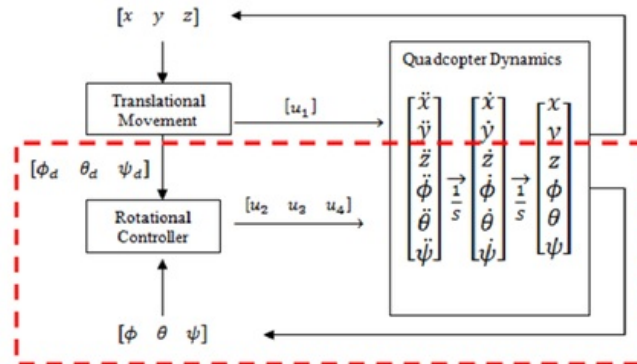 [x y z]
Quadcopter Dynamics
Translational
Movement
[u₁]
[ϕ_d θ_d ψ_d]
Rotational
Controller
[u₂ u₃ u₄]
[ẍ ÿ z̈ ϕ̈ θ̈ ψ̈]
→ 1/S
[ẋ ẏ ż ϕ̇ θ̇ ψ̇]
→ 1/S
[x y z ϕ̇ θ ψ]
[ϕ θ ψ]